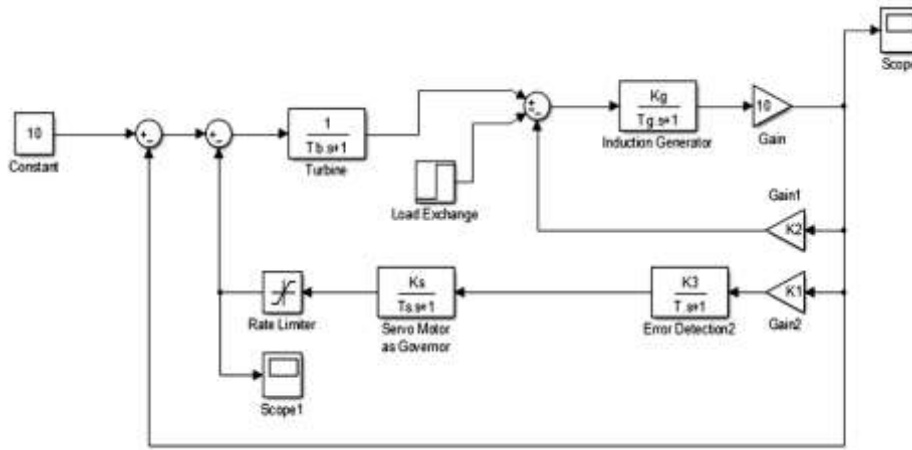 Scope
10
Constant
1
Tb.s+1
Turbine
Load Exchange
Kg
Tg.s+1
Induction Generator
10
Gain
Gain1
K2
Rate Limiter
Ks
Ts.s+1
Servo Motor
as Governor
K3
T.s+1
Error Detection2
K1
Gain2
Scope1